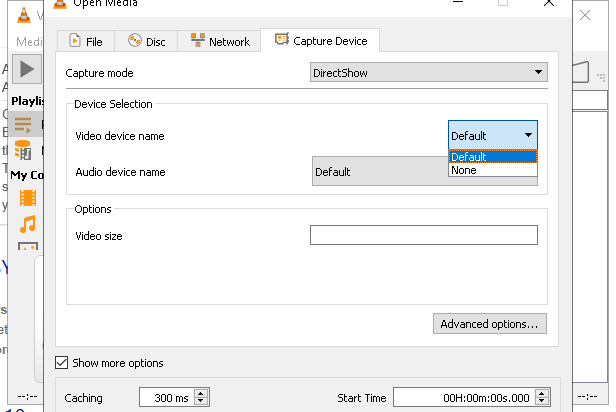 Open Media
Medi
File
Disc
Network
Capture Device
Capture mode
DirectShow
Playlis
Device Selection
Video device name
Default
Default
None
Audio device name
Default
My Co
Options
Video size
Advanced options...
Show more options
Caching
300 ms
Start Time
00H:00m:00s.000
--:--
--:--